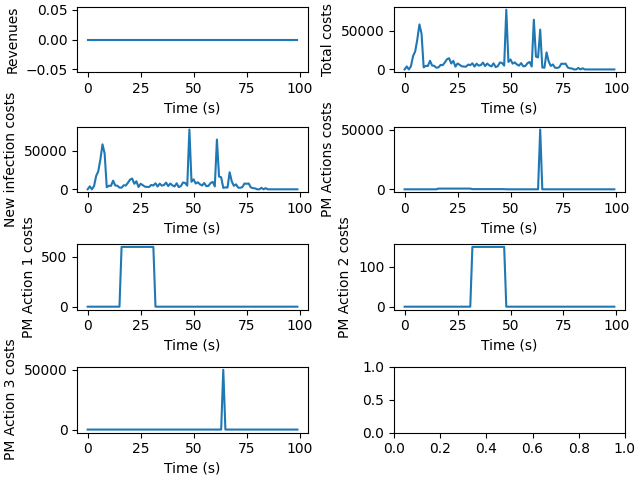 Revenues
0.05
0.00
−0.05
0 25 50 75 100
Time (s)
Total costs
50000
0
0 25 50 75 100
Time (s)
New infection costs
50000
0
0 25 50 75 100
Time (s)
PM Actions costs
50000
0
0 25 50 75 100
Time (s)
PM Action 1 costs
500
0
0 25 50 75 100
Time (s)
PM Action 2 costs
100
0
0 25 50 75 100
Time (s)
PM Action 3 costs
50000
0
0 25 50 75 100
Time (s)
1.0
0.5
0.0
0.0 0.2 0.4 0.6 0.8 1.0